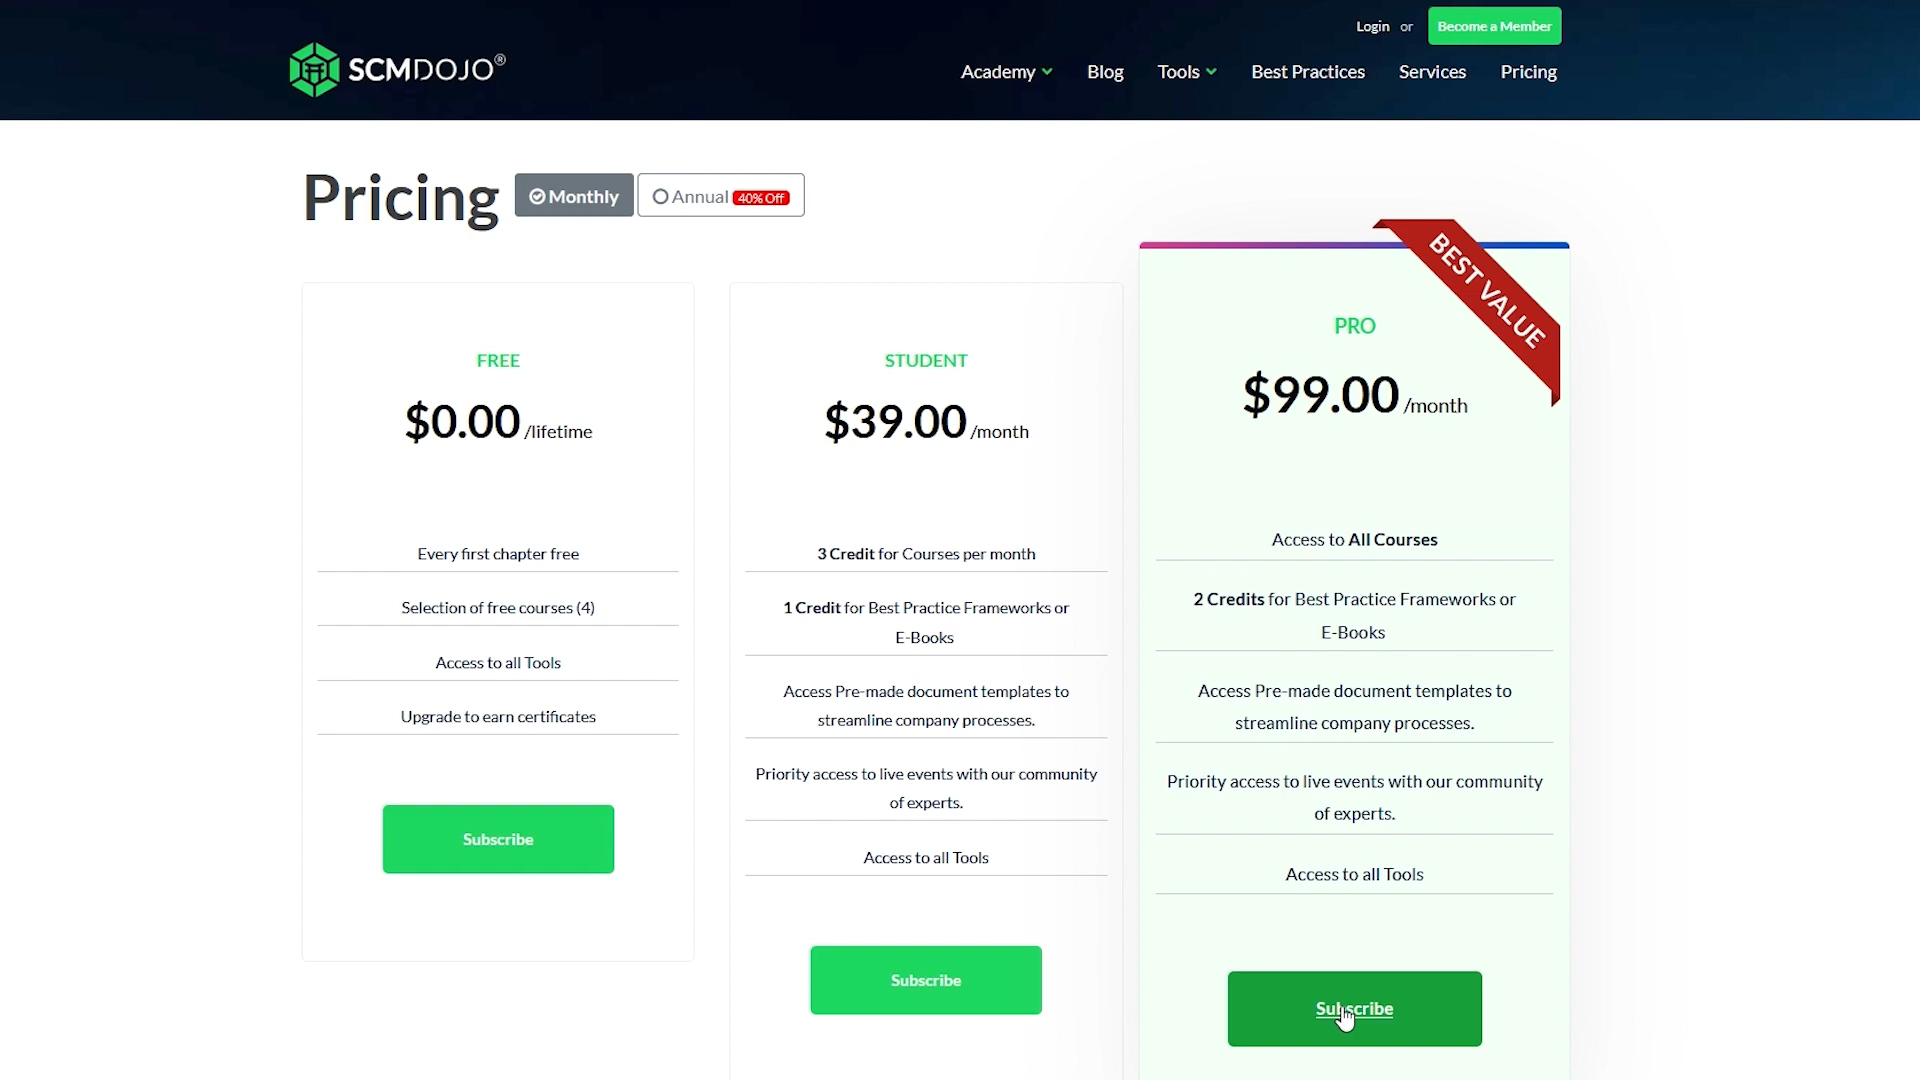 Login or Become a Member
SCMDOJO®
Academy Blog Tools Best Practices Services Pricing
Pricing Monthly Annual 40% Off
FREE
$0.00 /lifetime
Every first chapter free
Selection of free courses (4)
Access to all Tools
Upgrade to earn certificates
Subscribe
STUDENT
$39.00 /month
3 Credit for Courses per month
1 Credit for Best Practice Frameworks or
E-Books
Access Pre-made document templates to
streamline company processes.
Priority access to live events with our community
of experts.
Access to all Tools
Subscribe
BEST VALUE
PRO
$99.00 /month
Access to All Courses
2 Credits for Best Practice Frameworks or
E-Books
Access Pre-made document templates to
streamline company processes.
Priority access to live events with our community
of experts.
Access to all Tools
Subscribe